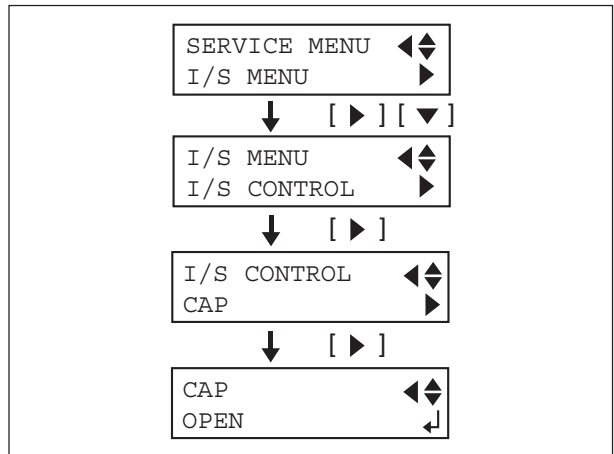 SERVICE MENU ◀◆
I/S MENU ▶
[ ▶ ] [ ▼ ]
I/S MENU ◀◆
I/S CONTROL ▶
[ ▶ ]
I/S CONTROL ◀◆
CAP ▶
[ ▶ ]
CAP ◀◆
OPEN ↵